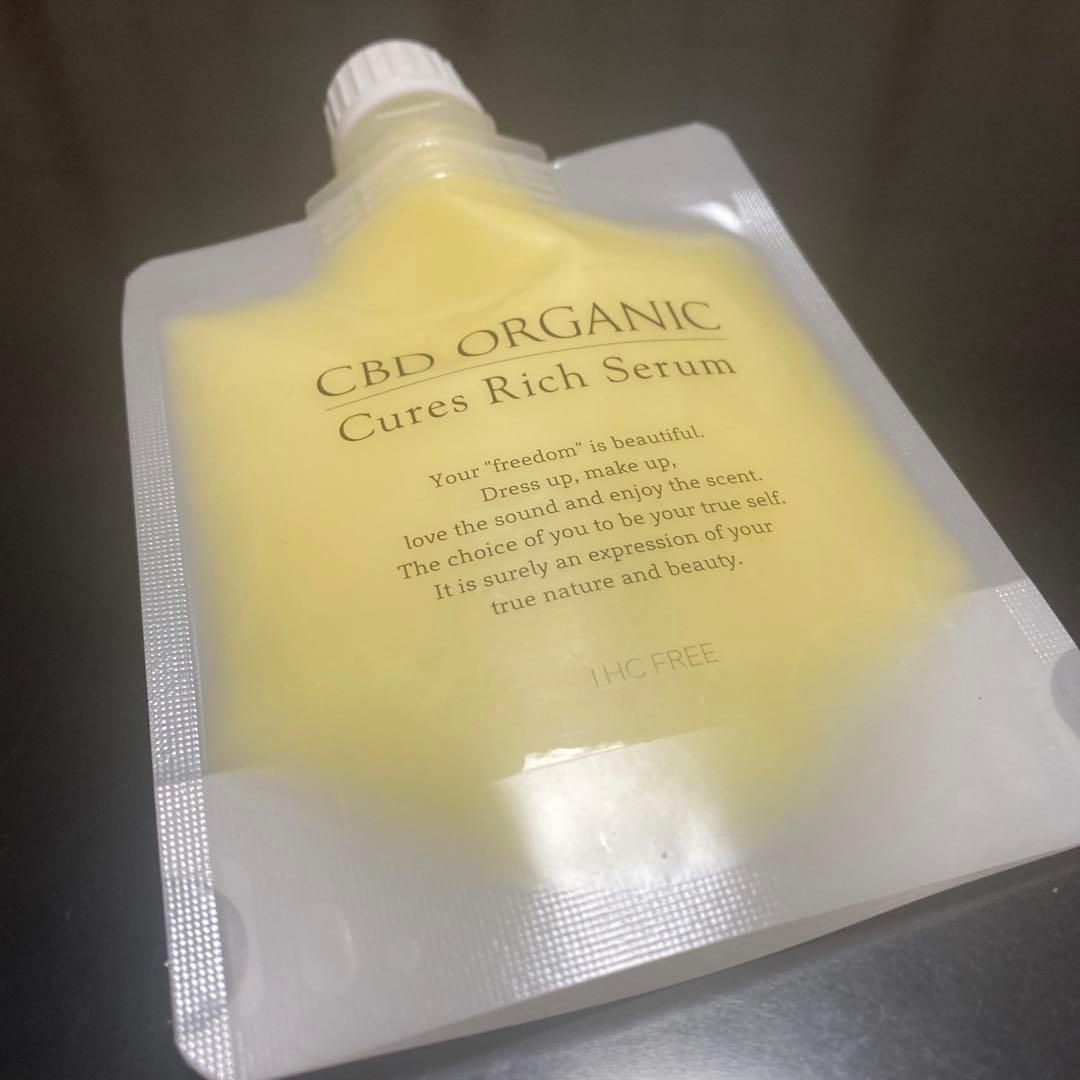 CBD ORGANIC
Cures Rich Serum
Your "freedom" is beautiful.
Dress up, make up,
love the sound and enjoy the scent.
The choice of you to be your true self.
It is surely an expression of your
true nature and beauty.
THC FREE